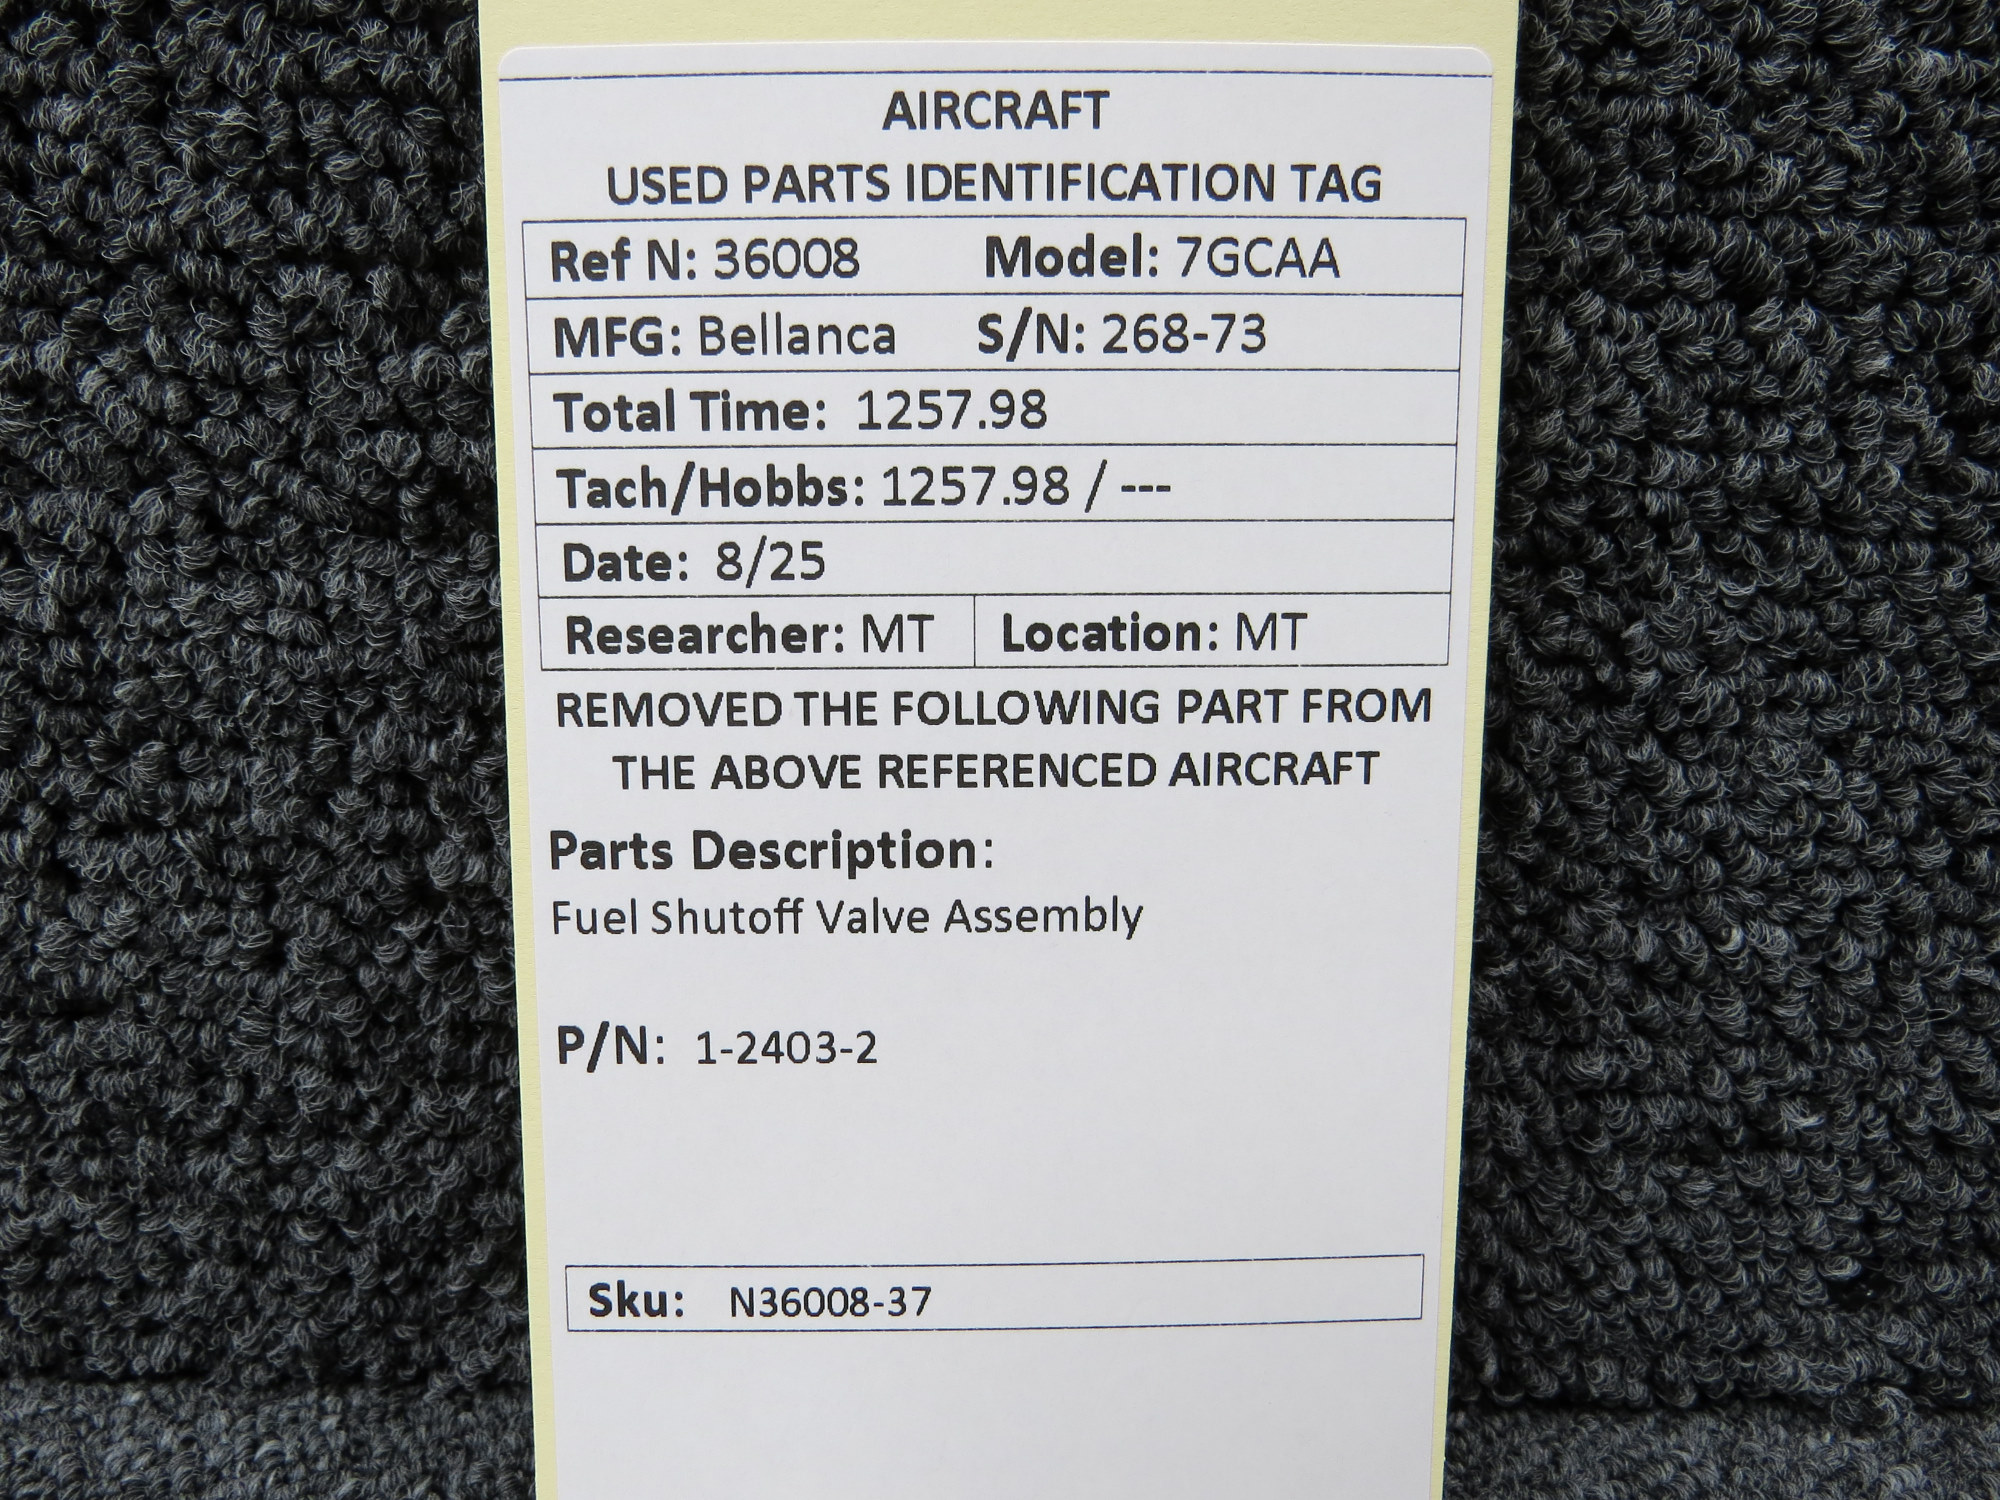 AIRCRAFT
USED PARTS IDENTIFICATION TAG
Ref N: 36008 Model: 7GCAA
MFG: Bellanca S/N: 268-73
Total Time: 1257.98
Tach/Hobbs: 1257.98 / ---
Date: 8/25
Researcher: MT Location: MT
REMOVED THE FOLLOWING PART FROM
THE ABOVE REFERENCED AIRCRAFT
Parts Description:
Fuel Shutoff Valve Assembly
P/N: 1-2403-2
Sku: N36008-37